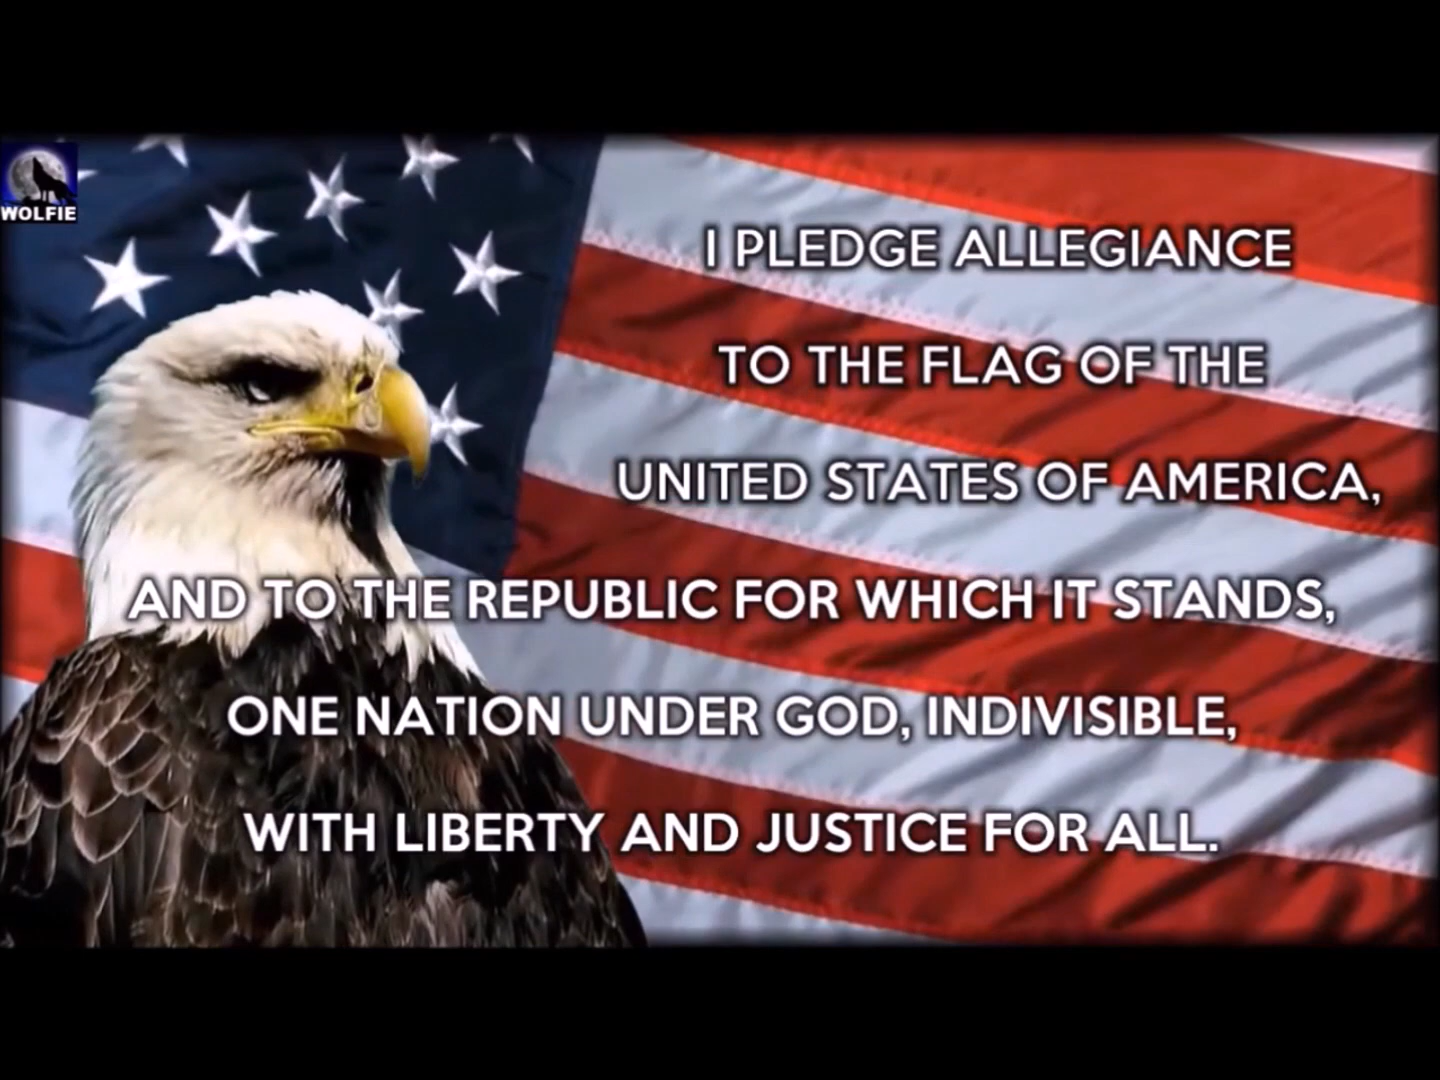 WOLFIE
I PLEDGE ALLEGIANCE
TO THE FLAG OF THE
UNITED STATES OF AMERICA,
AND TO THE REPUBLIC FOR WHICH IT STANDS,
ONE NATION UNDER GOD, INDIVISIBLE,
WITH LIBERTY AND JUSTICE FOR ALL.